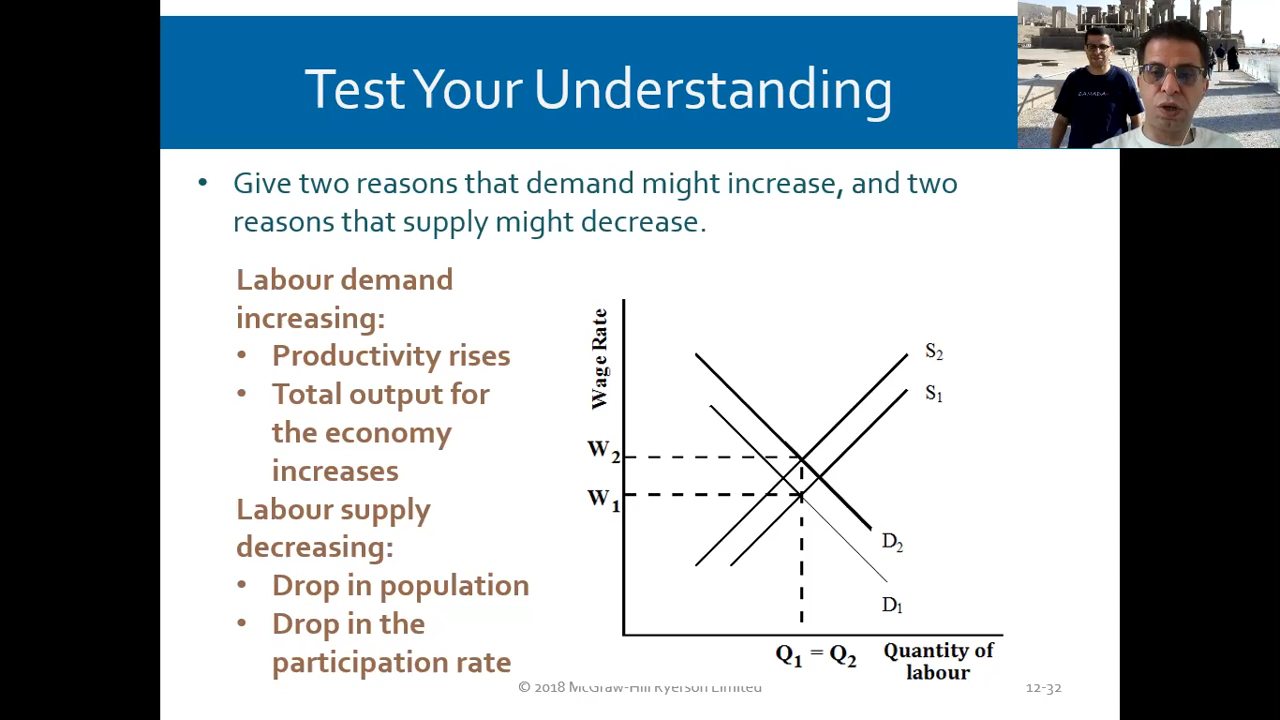 Test Your Understanding
CANADA
• Give two reasons that demand might increase, and two
reasons that supply might decrease.
Labour demand
increasing:
• Productivity rises
• Total output for
the economy
increases
Labour supply
decreasing:
• Drop in population
• Drop in the
participation rate
Wage Rate
S2
S1
W2
W1
D2
D1
Q1 = Q2
Quantity of
labour
© 2018 McGraw-Hill Ryerson Limited
12-32